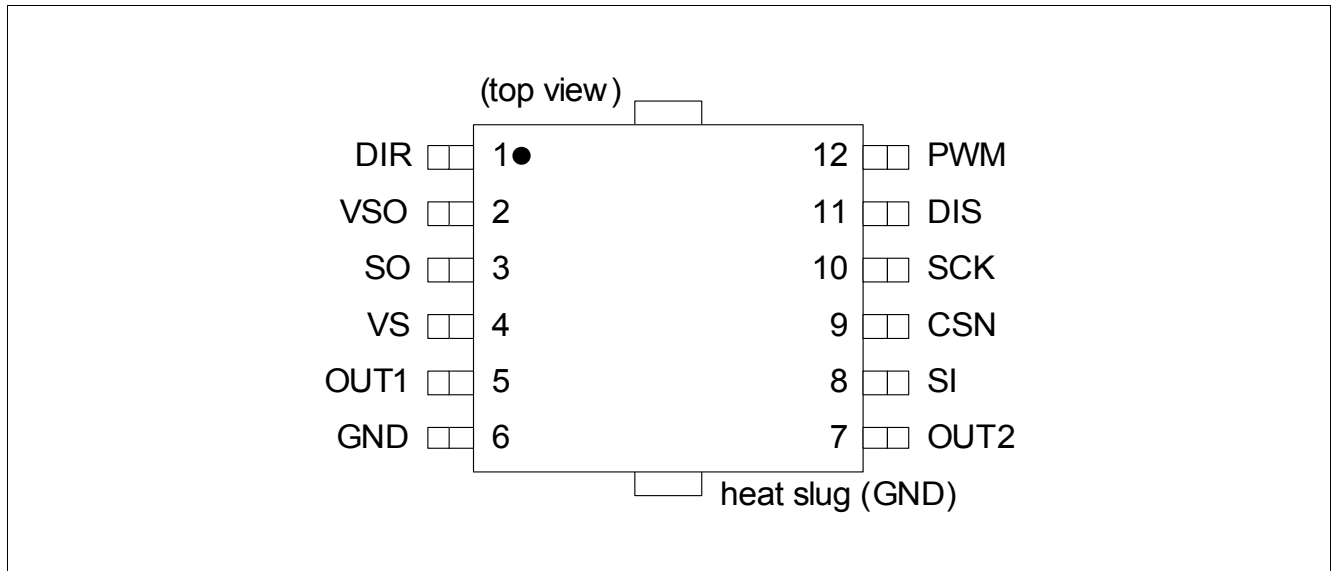 (top view)
DIR 1 12 PWM
VSO 2 11 DIS
SO 3 10 SCK
VS 4 9 CSN
OUT1 5 8 SI
GND 6 7 OUT2
heat slug (GND)